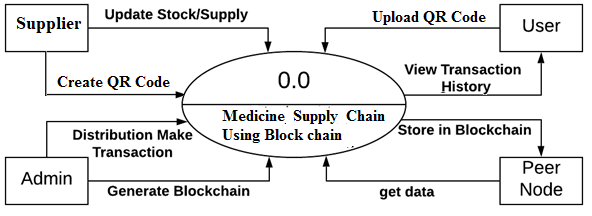 Supplier
Update Stock/Supply
Upload QR Code
User
Create QR Code
0.0
View Transaction
History
Medicine Supply Chain
Using Block chain
Distribution Make
Transaction
Store in Blockchain
Admin
Generate Blockchain
get data
Peer
Node